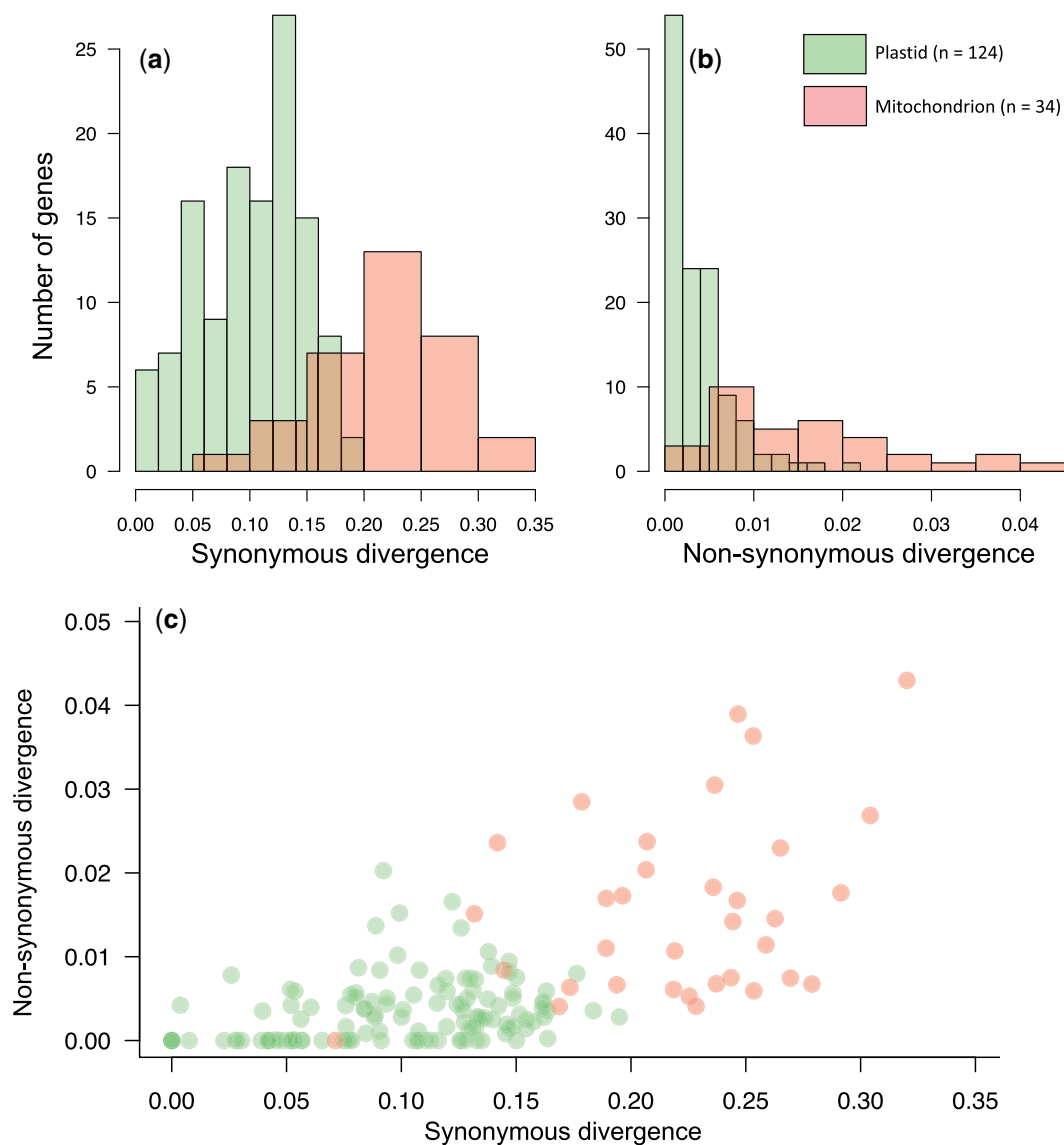 (a)
25
20
15
10
5
0
Number of genes
0.00 0.05 0.10 0.15 0.20 0.25 0.30 0.35
Synonymous divergence
(b)
Plastid (n = 124)
Mitochondrion (n = 34)
50
40
30
20
10
0
0.00 0.01 0.02 0.03 0.04
Non-synonymous divergence
(c)
0.05
0.04
0.03
0.02
0.01
0.00
Non-synonymous divergence
0.00 0.05 0.10 0.15 0.20 0.25 0.30 0.35
Synonymous divergence